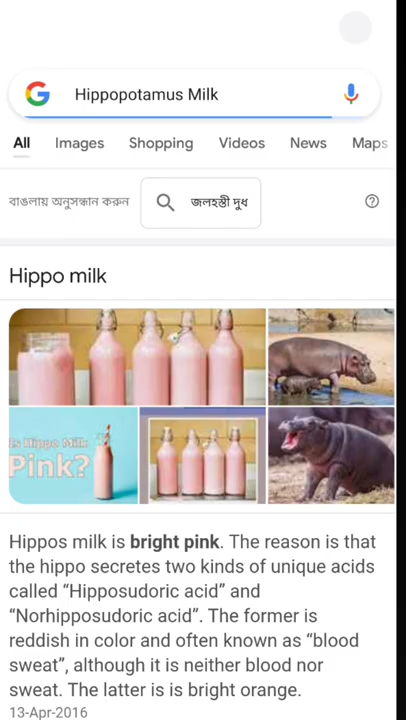 Hippopotamus Milk
All Images Shopping Videos News Maps
বাঙলায় অনুসন্ধান করুন জলহস্তী দুধ
Hippo milk
Is Hippo Milk
Pink?
Hippos milk is bright pink. The reason is that
the hippo secretes two kinds of unique acids
called “Hipposudoric acid” and
“Norhipposudoric acid”. The former is
reddish in color and often known as “blood
sweat”, although it is neither blood nor
sweat. The latter is is bright orange.
13-Apr-2016